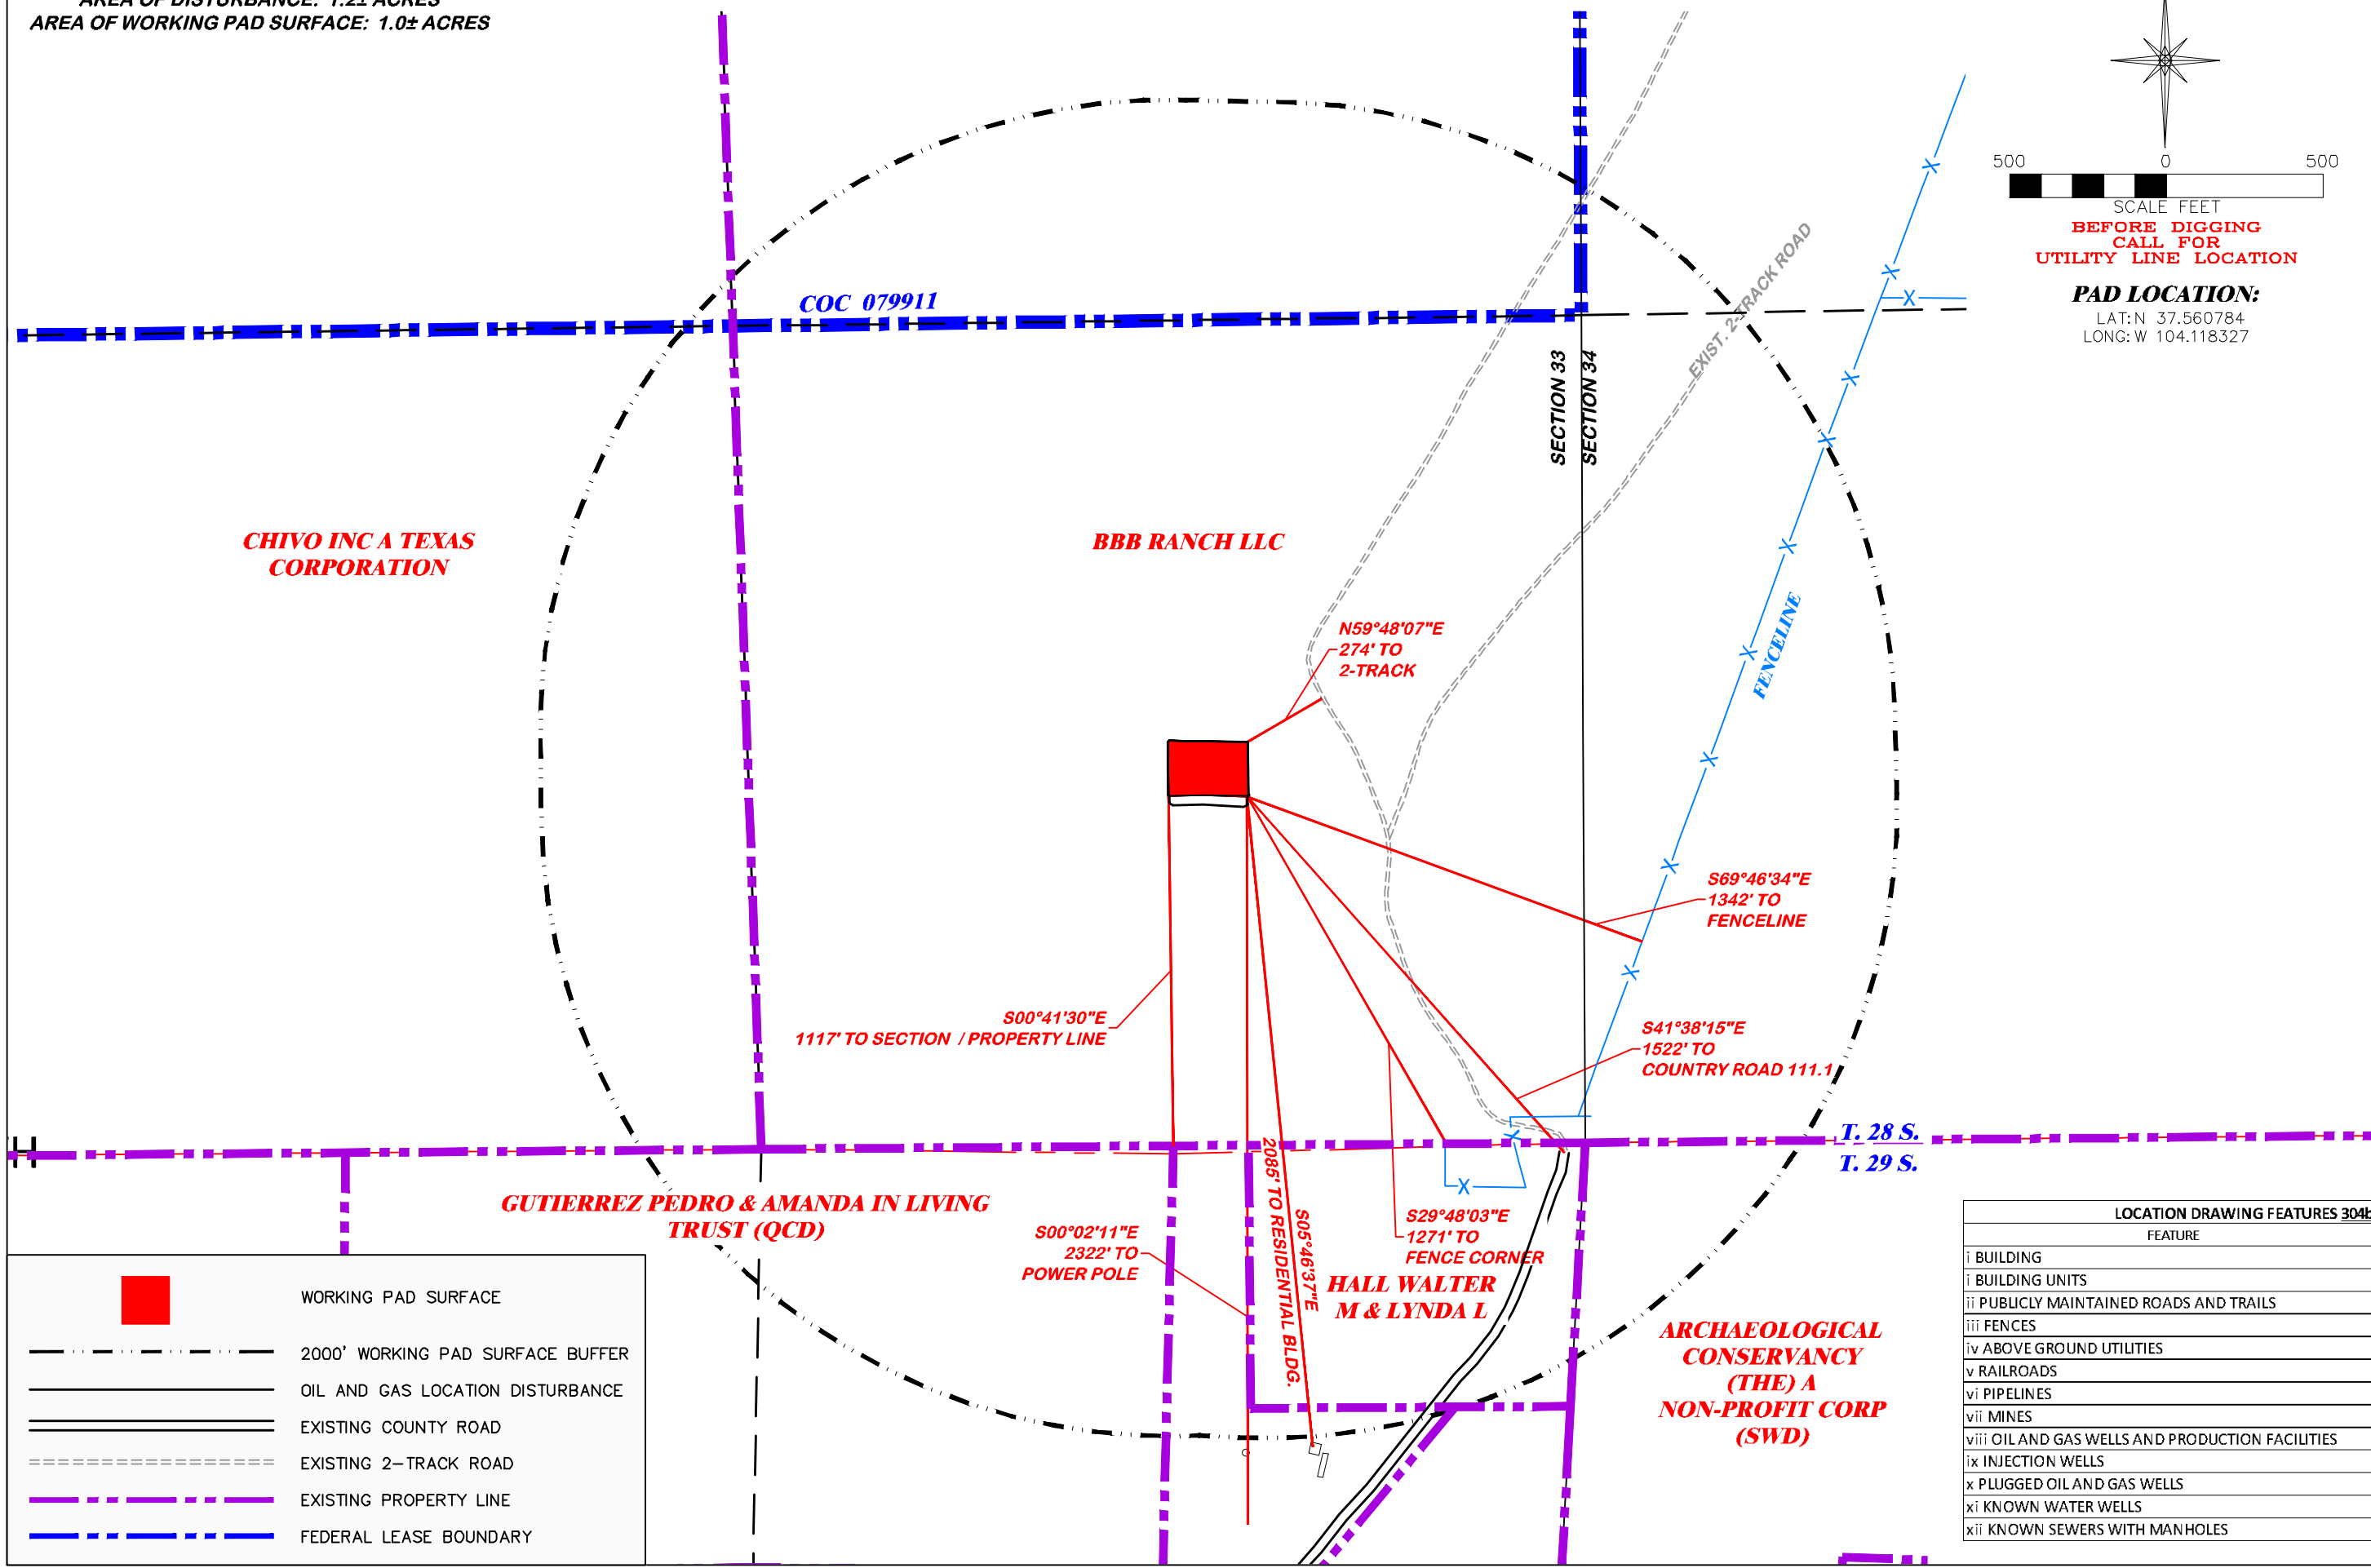 AREA OF DISTURBANCE: 1.2± ACRES
AREA OF WORKING PAD SURFACE: 1.0± ACRES
500 0 500
SCALE FEET
BEFORE DIGGING
CALL FOR
UTILITY LINE LOCATION
PAD LOCATION:
LAT: N 37.560784
LONG: W 104.118327
COC 079911
EXIST. 2-TRACK ROAD
SECTION 33
SECTION 34
CHIVO INC A TEXAS
CORPORATION
BBB RANCH LLC
FENCELINE
N59°48'07"E
274' TO
2-TRACK
S69°46'34"E
1342' TO
FENCELINE
S00°41'30"E
1117' TO SECTION / PROPERTY LINE
S41°38'15"E
1522' TO
COUNTRY ROAD 111.1
T. 28 S.
T. 29 S.
GUTIERREZ PEDRO & AMANDA IN LIVING
TRUST (QCD)
S00°02'11"E
2322' TO
POWER POLE
S05°46'37"E
2085' TO RESIDENTIAL BLDG.
S29°48'03"E
1271' TO
FENCE CORNER
HALL WALTER
M & LYNDA L
ARCHAEOLOGICAL
CONSERVANCY
(THE) A
NON-PROFIT CORP
(SWD)
WORKING PAD SURFACE
2000' WORKING PAD SURFACE BUFFER
OIL AND GAS LOCATION DISTURBANCE
EXISTING COUNTY ROAD
EXISTING 2-TRACK ROAD
EXISTING PROPERTY LINE
FEDERAL LEASE BOUNDARY
LOCATION DRAWING FEATURES 304b
FEATURE
i BUILDING
i BUILDING UNITS
ii PUBLICLY MAINTAINED ROADS AND TRAILS
iii FENCES
iv ABOVE GROUND UTILITIES
v RAILROADS
vi PIPELINES
vii MINES
viii OIL AND GAS WELLS AND PRODUCTION FACILITIES
ix INJECTION WELLS
x PLUGGED OIL AND GAS WELLS
xi KNOWN WATER WELLS
xii KNOWN SEWERS WITH MANHOLES